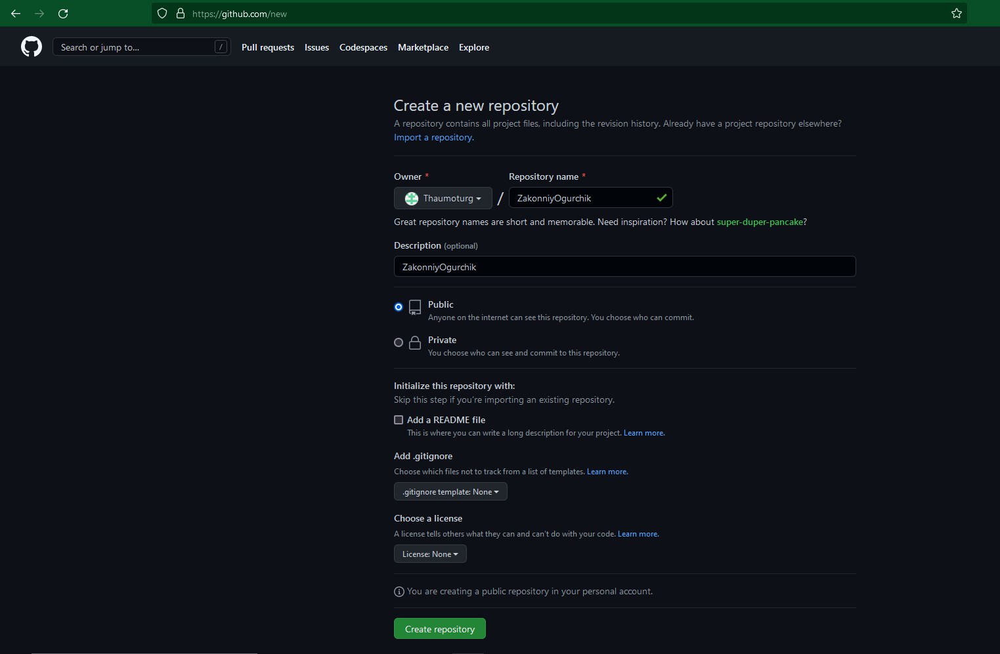 https://github.com/new
Search or jump to...
/
Pull requests
Issues
Codespaces
Marketplace
Explore
Create a new repository
A repository contains all project files, including the revision history. Already have a project repository elsewhere?
Import a repository.
Owner *
Repository name *
Thaumoturg
/
ZakonniyOgurchik
Great repository names are short and memorable. Need inspiration? How about super-duper-pancake?
Description (optional)
ZakonniyOgurchik
Public
Anyone on the internet can see this repository. You choose who can commit.
Private
You choose who can see and commit to this repository.
Initialize this repository with:
Skip this step if you're importing an existing repository.
Add a README file
This is where you can write a long description for your project. Learn more.
Add .gitignore
Choose which files not to track from a list of templates. Learn more.
.gitignore template: None
Choose a license
A license tells others what they can and can't do with your code. Learn more.
License: None
You are creating a public repository in your personal account.
Create repository